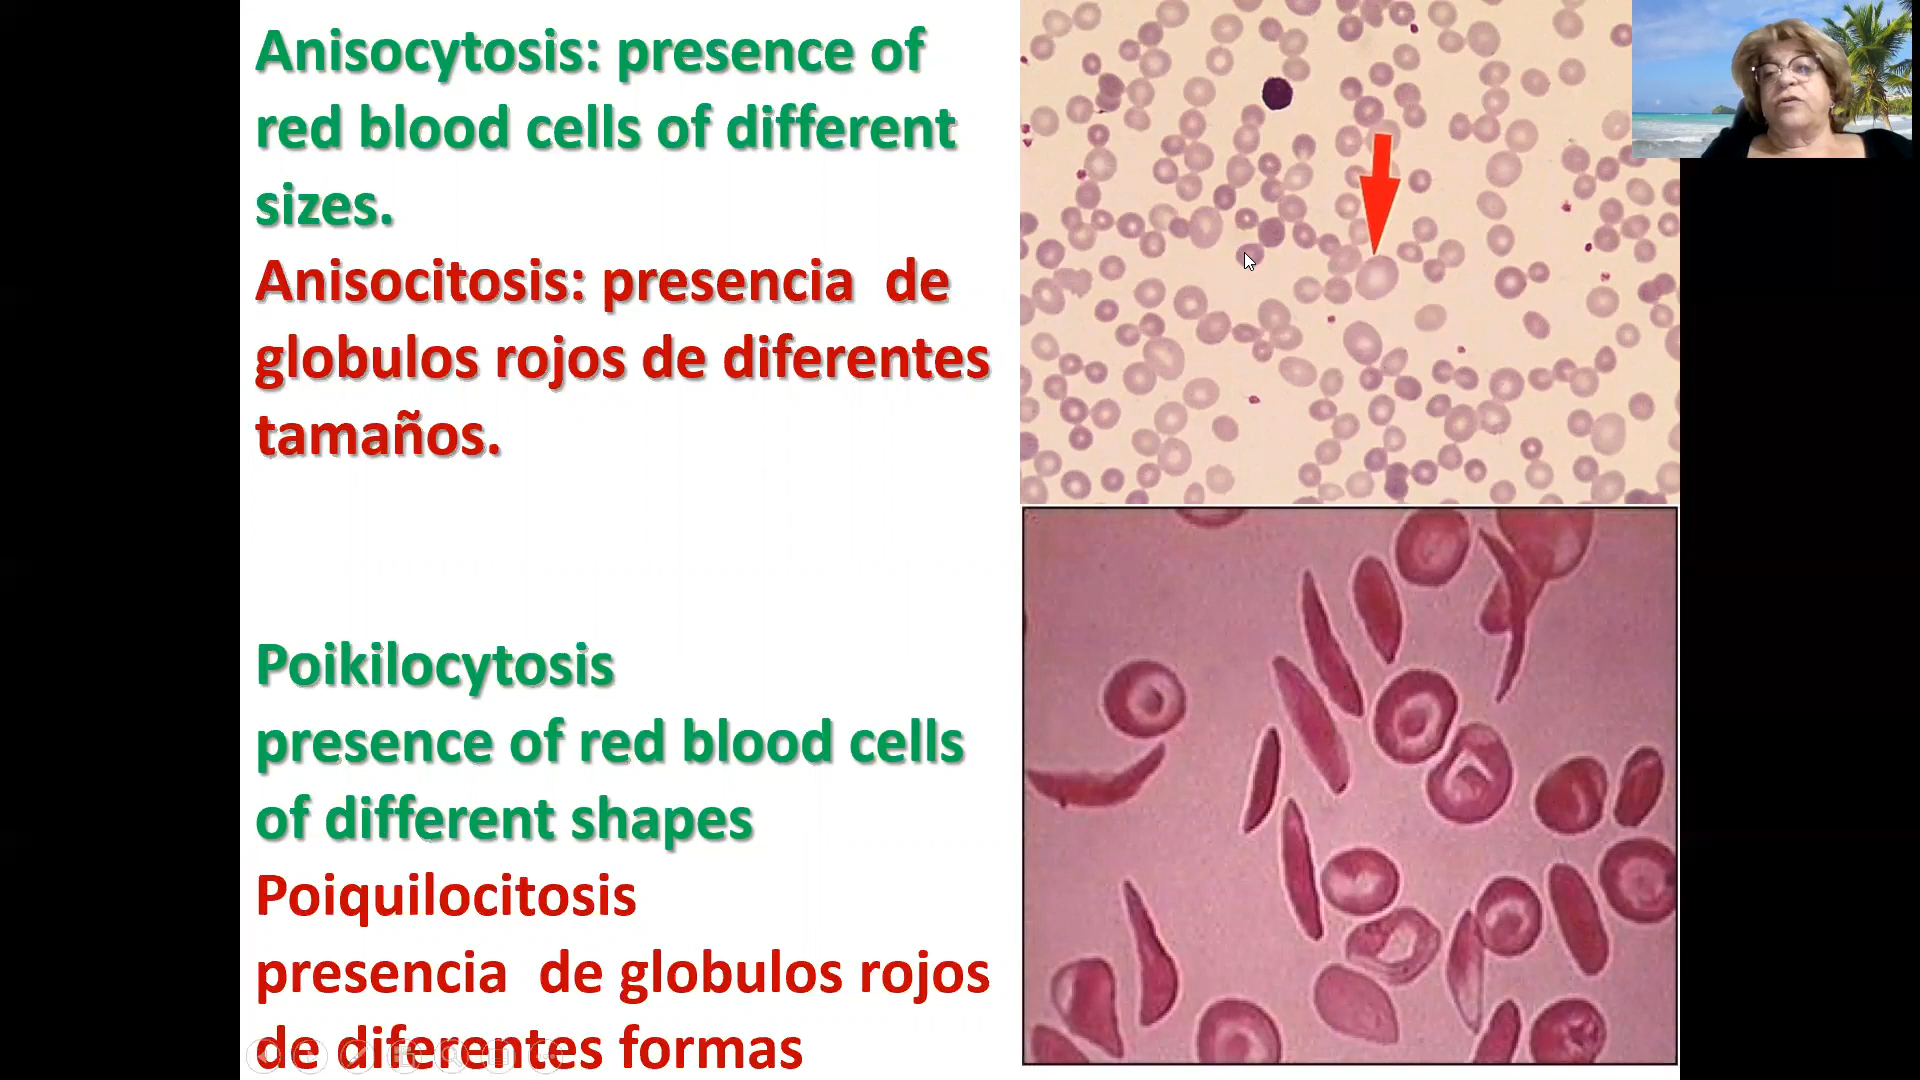 Anisocytosis: presence of
red blood cells of different
sizes.
Anisocitosis: presencia de
globulos rojos de diferentes
tamaños.
Poikilocytosis
presence of red blood cells
of different shapes
Poiquilocitosis
presencia de globulos rojos
de diferentes formas